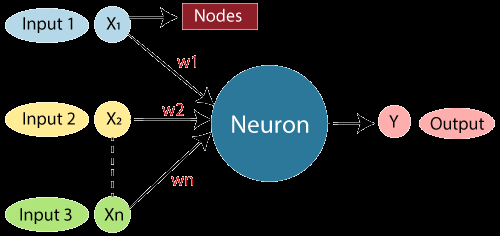 Input 1
X1
Nodes
w1
Input 2
X2
w2
Neuron
Y
Output
wn
Input 3
Xn